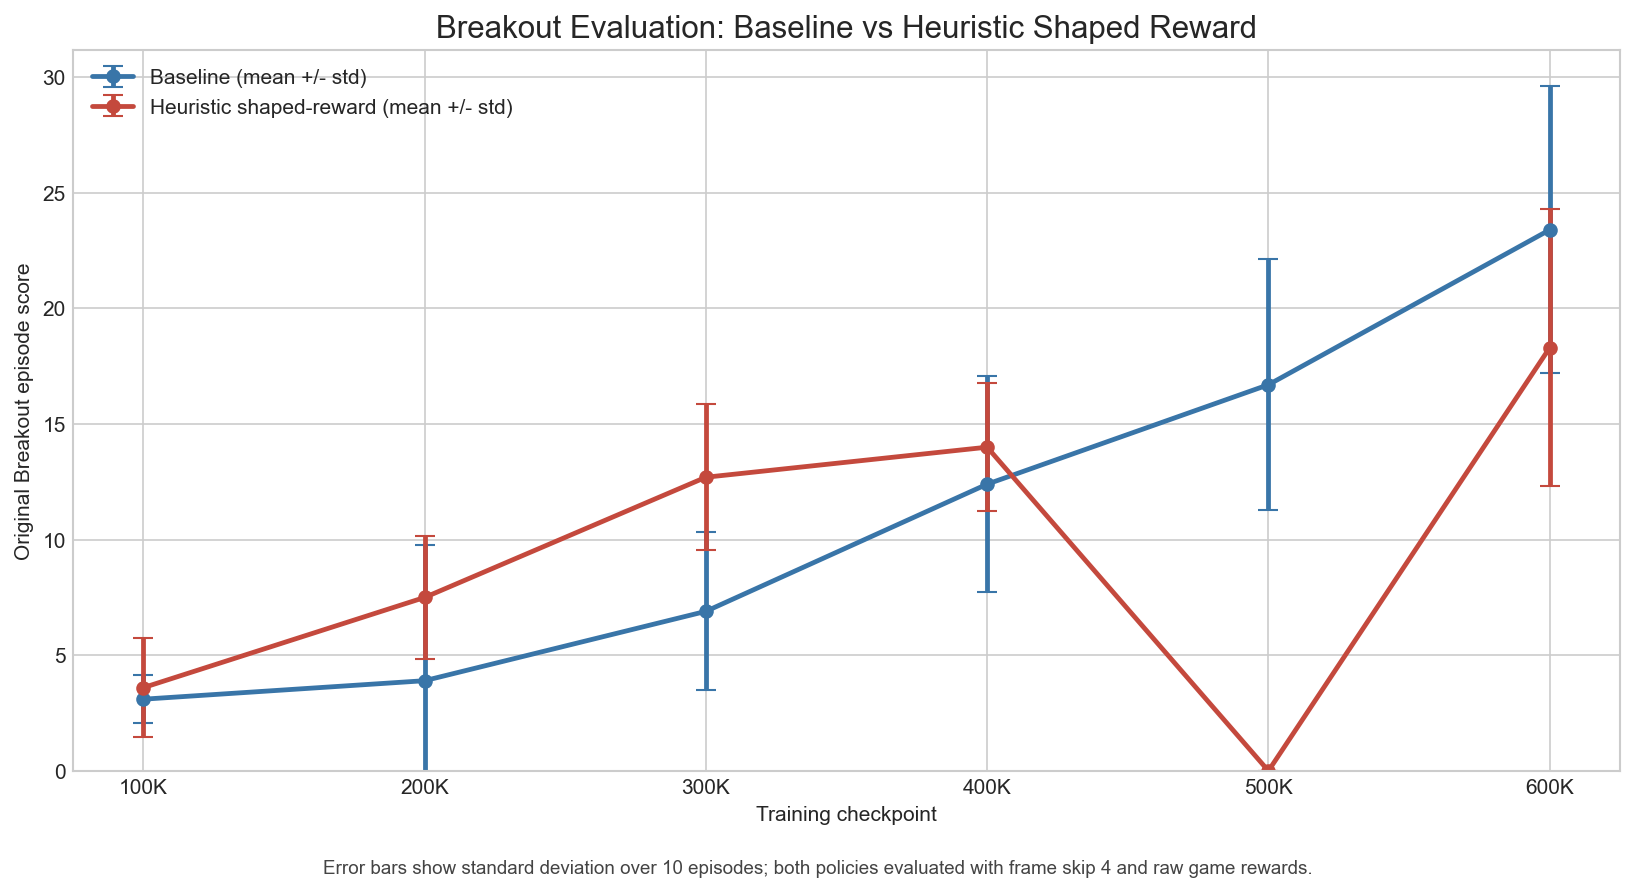 Breakout Evaluation: Baseline vs Heuristic Shaped Reward
Baseline (mean +/- std)
Heuristic shaped-reward (mean +/- std)
Original Breakout episode score
30
25
20
15
10
5
0
100K
200K
300K
400K
500K
600K
Training checkpoint
Error bars show standard deviation over 10 episodes; both policies evaluated with frame skip 4 and raw game rewards.